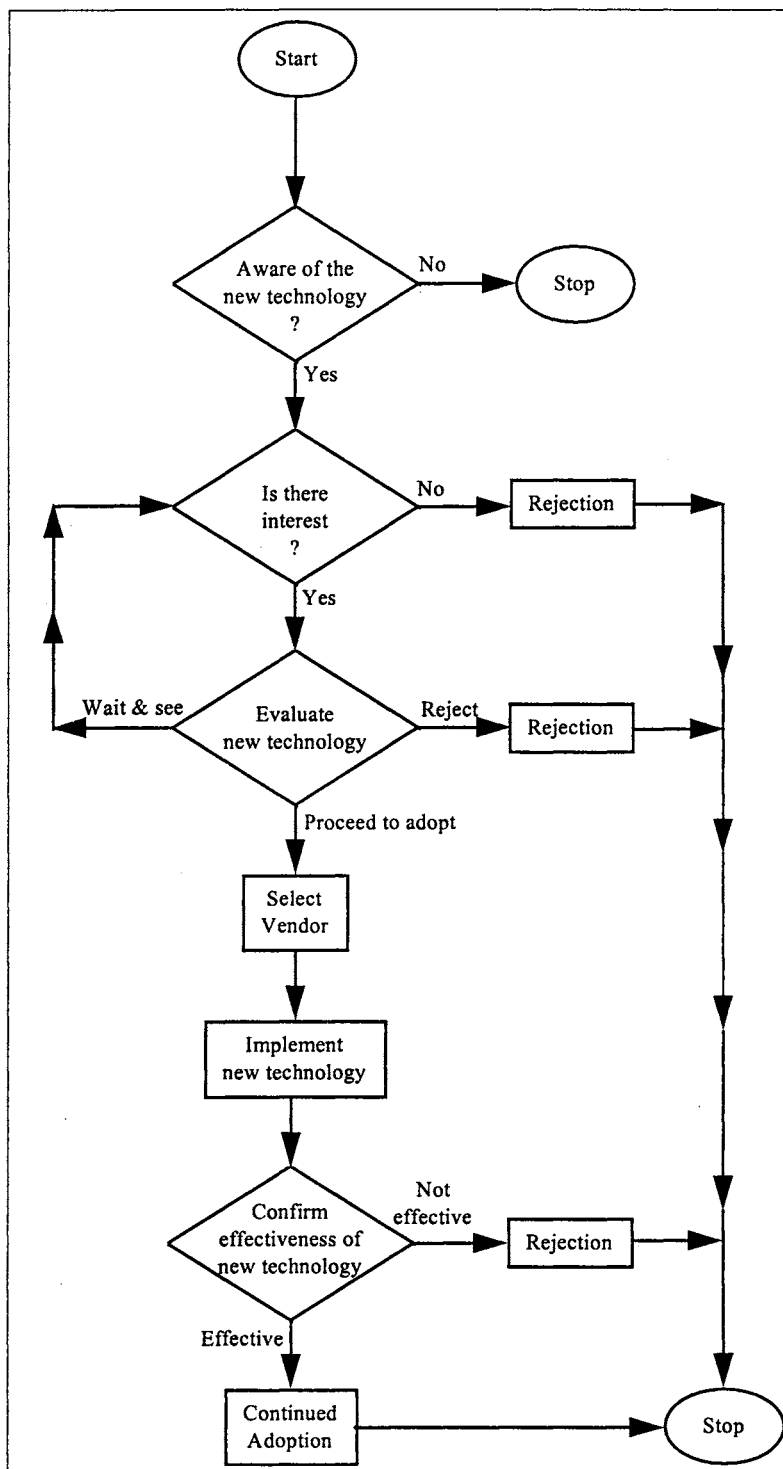 Start
Aware of the
new technology
?
No
Stop
Yes
Is there
interest
?
No
Rejection
Yes
Wait & see
Evaluate
new technology
Reject
Rejection
Proceed to adopt
Select
Vendor
Implement
new technology
Confirm
effectiveness of
new technology
Not
effective
Rejection
Effective
Continued
Adoption
Stop